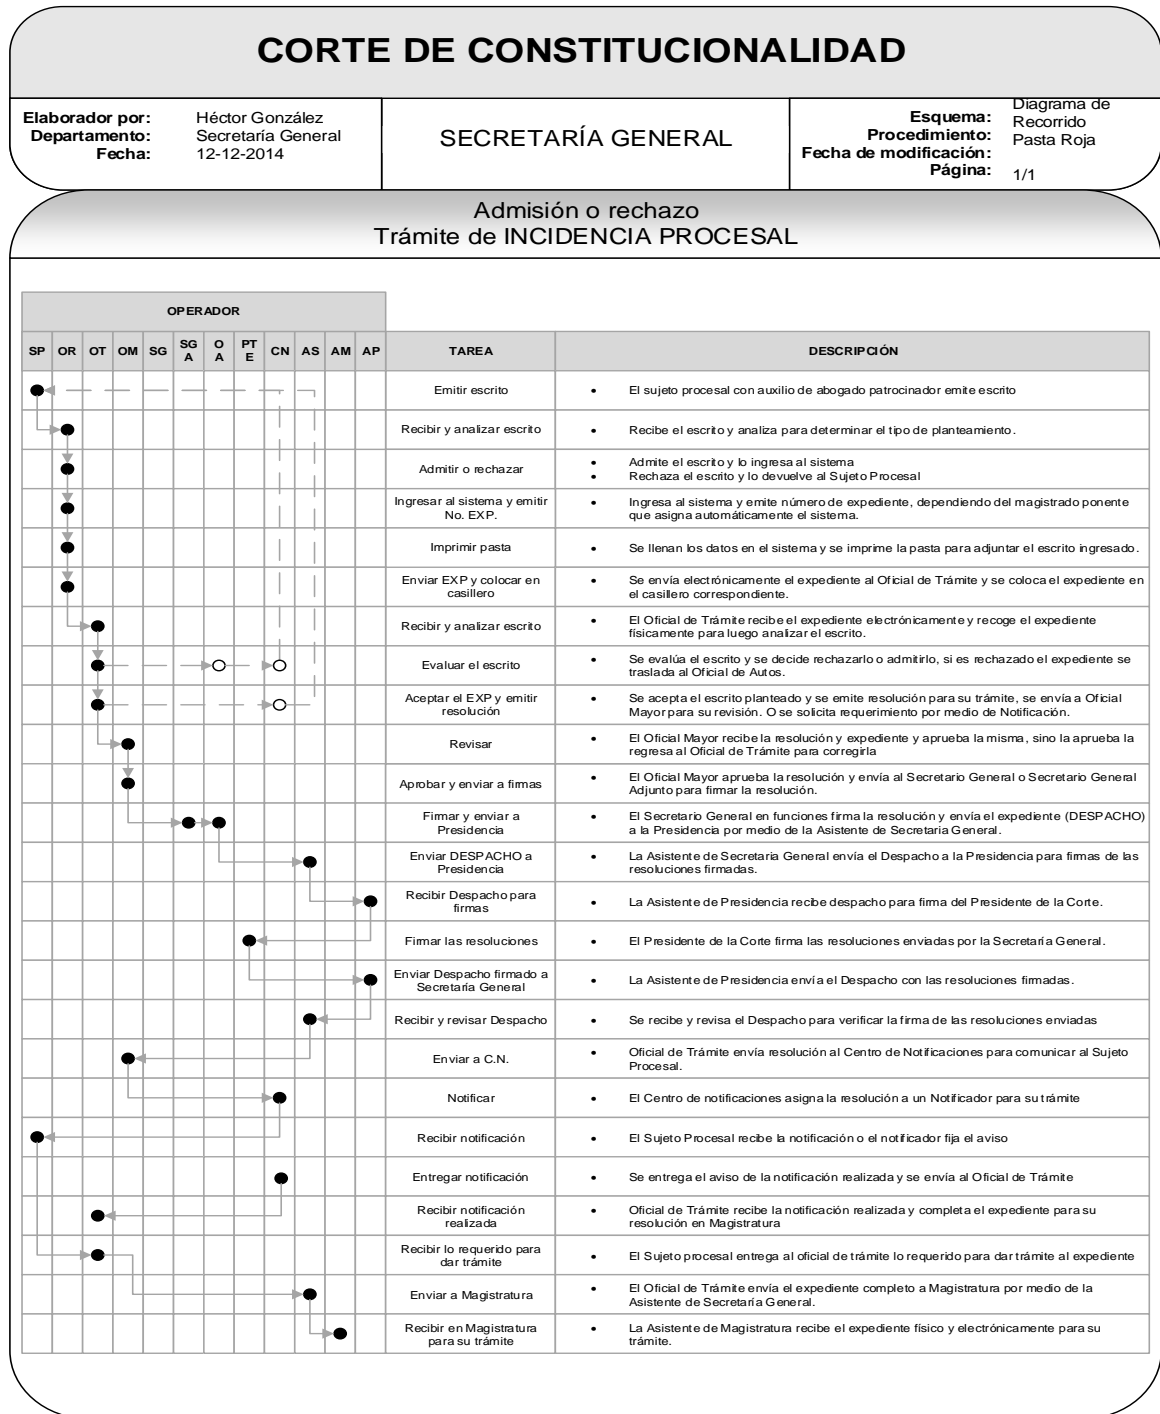 CORTE DE CONSTITUCIONALIDAD
Elaborador por: Héctor González
Departamento: Secretaría General
Fecha: 12-12-2014
SECRETARÍA GENERAL
Esquema: Diagrama de Recorrido
Procedimiento: Pasta Roja
Fecha de modificación:
Página: 1/1
Admisión o rechazo
Trámite de INCIDENCIA PROCESAL
OPERADOR
SP OR OT OM SG SGA OA PTE CN AS AM AP TAREA DESCRIPCIÓN
Emitir escrito
• El sujeto procesal con auxilio de abogado patrocinador emite escrito
Recibir y analizar escrito
• Recibe el escrito y analiza para determinar el tipo de planteamiento.
Admitir o rechazar
• Admite el escrito y lo ingresa al sistema
• Rechaza el escrito y lo devuelve al Sujeto Procesal
Ingresar al sistema y emitir
No. EXP.
• Ingresa al sistema y emite número de expediente, dependiendo del magistrado ponente
que asigna automáticamente el sistema.
Imprimir pasta
• Se llenan los datos en el sistema y se imprime la pasta para adjuntar el escrito ingresado.
Enviar EXP y colocar en
casillero
• Se envía electrónicamente el expediente al Oficial de Trámite y se coloca el expediente en
el casillero correspondiente.
Recibir y analizar escrito
• El Oficial de Trámite recibe el expediente electrónicamente y recoge el expediente
físicamente para luego analizar el escrito.
Evaluar el escrito
• Se evalúa el escrito y se decide rechazarlo o admitirlo, si es rechazado el expediente se
traslada al Oficial de Autos.
Aceptar el EXP y emitir
resolución
• Se acepta el escrito planteado y se emite resolución para su trámite, se envía a Oficial
Mayor para su revisión. O se solicita requerimiento por medio de Notificación.
Revisar
• El Oficial Mayor recibe la resolución y expediente y aprueba la misma, sino la aprueba la
regresa al Oficial de Trámite para corregirla
Aprobar y enviar a firmas
• El Oficial Mayor aprueba la resolución y envía al Secretario General o Secretario General
Adjunto para firmar la resolución.
Firmar y enviar a
Presidencia
• El Secretario General en funciones firma la resolución y envía el expediente (DESPACHO)
a la Presidencia por medio de la Asistente de Secretaria General.
Enviar DESPACHO a
Presidencia
• La Asistente de Secretaria General envía el Despacho a la Presidencia para firmas de las
resoluciones firmadas.
Recibir Despacho para
firmas
• La Asistente de Presidencia recibe despacho para firma del Presidente de la Corte.
Firmar las resoluciones
• El Presidente de la Corte firma las resoluciones enviadas por la Secretaría General.
Enviar Despacho firmado a
Secretaría General
• La Asistente de Presidencia envía el Despacho con las resoluciones firmadas.
Recibir y revisar Despacho
• Se recibe y revisa el Despacho para verificar la firma de las resoluciones enviadas
Enviar a C.N.
• Oficial de Trámite envía resolución al Centro de Notificaciones para comunicar al Sujeto
Procesal.
Notificar
• El Centro de notificaciones asigna la resolución a un Notificador para su trámite
Recibir notificación
• El Sujeto Procesal recibe la notificación o el notificador fija el aviso
Entregar notificación
• Se entrega el aviso de la notificación realizada y se envía al Oficial de Trámite
Recibir notificación
realizada
• Oficial de Trámite recibe la notificación realizada y completa el expediente para su
resolución en Magistratura
Recibir lo requerido para
dar trámite
• El Sujeto procesal entrega al oficial de trámite lo requerido para dar trámite al expediente
Enviar a Magistratura
• El Oficial de Trámite envía el expediente completo a Magistratura por medio de la
Asistente de Secretaría General.
Recibir en Magistratura
para su trámite
• La Asistente de Magistratura recibe el expediente físico y electrónicamente para su
trámite.